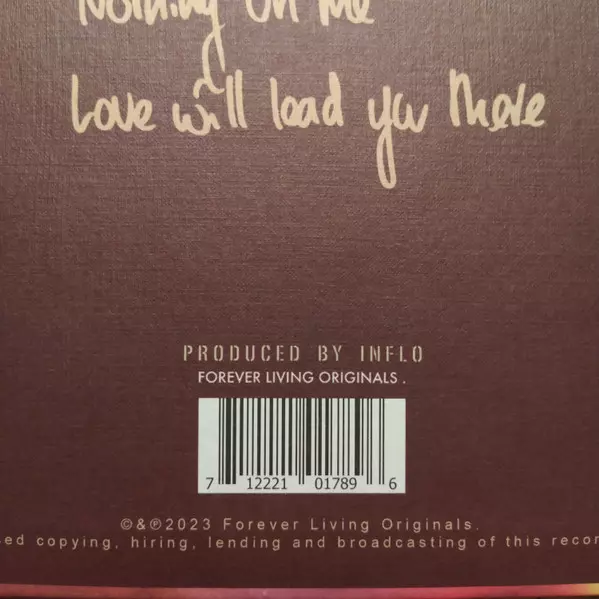 Nothing On Me
Love will lead you there
PRODUCED BY INFLO
FOREVER LIVING ORIGINALS .
7 12221 01789 6
©&℗2023 Forever Living Originals.
copying, hiring, lending and broadcasting of this